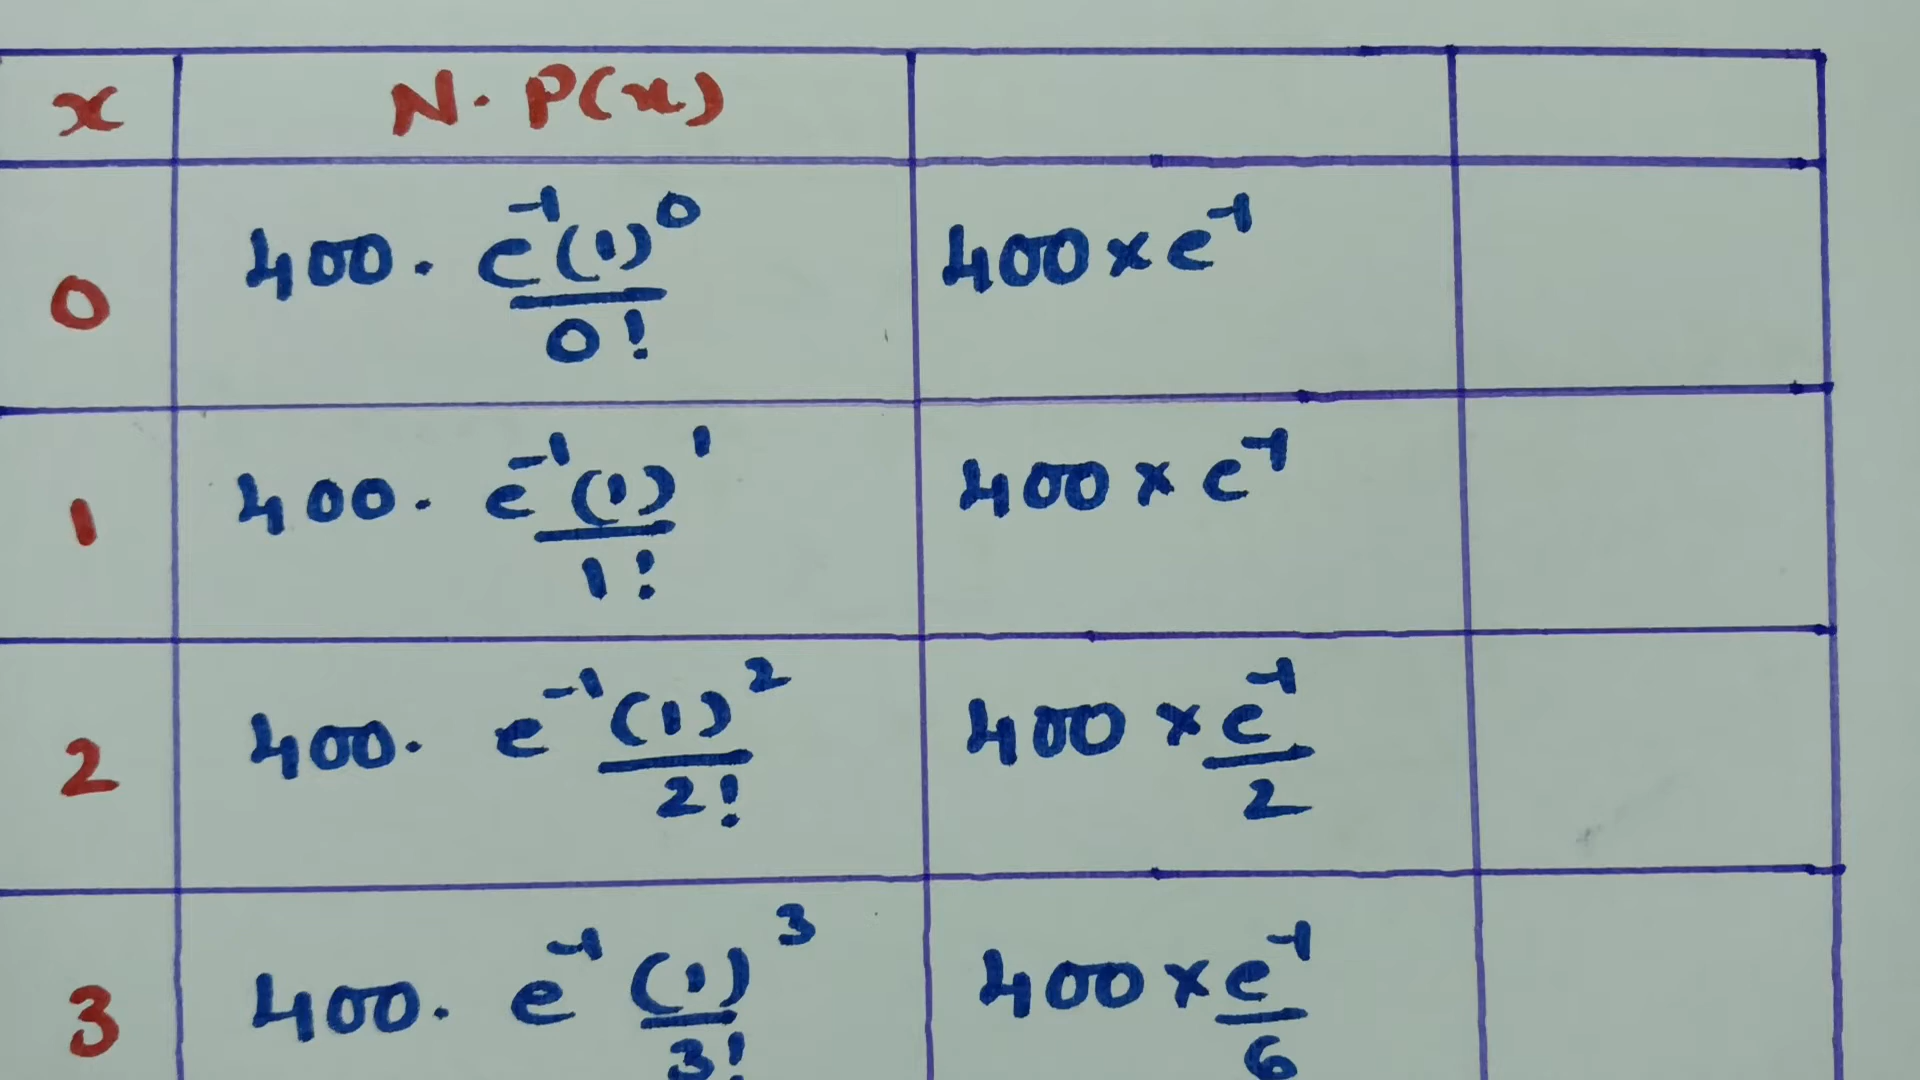 x N. P(x)
0 400 . e⁻¹(1)⁰/0! 400 × e⁻¹
1 400 . e⁻¹(1)¹/1! 400 × e⁻¹
2 400 . e⁻¹(1)²/2! 400 × e⁻¹/2
3 400 . e⁻¹(1)³/3! 400 × e⁻¹/6